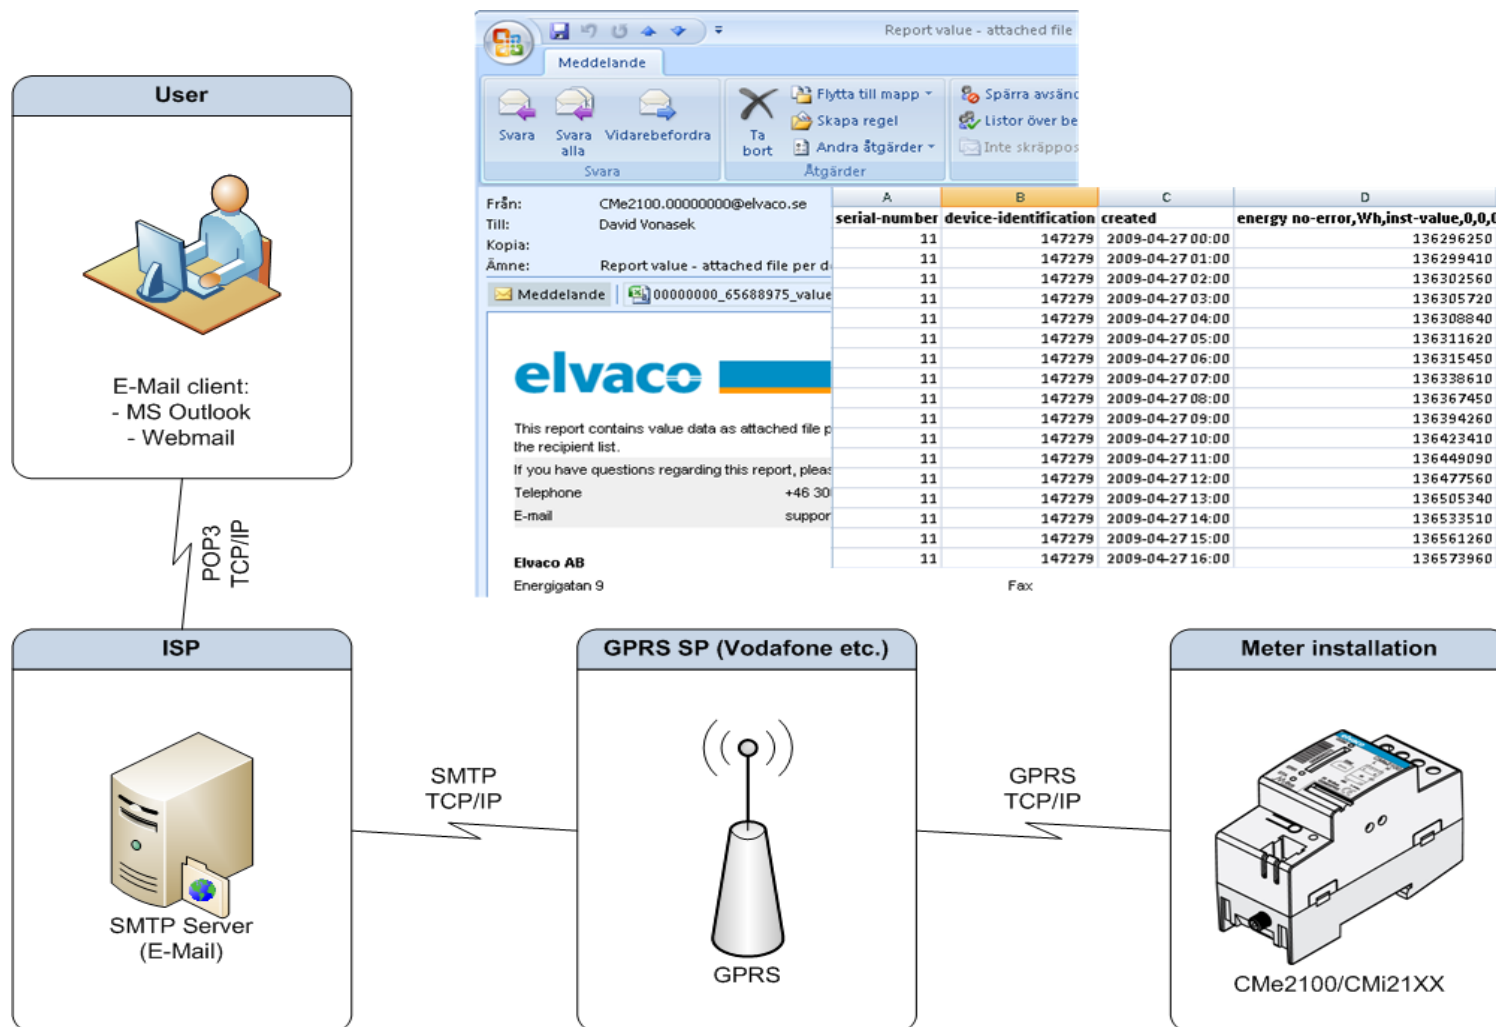 User
E-Mail client:
- MS Outlook
- Webmail
POP3
TCP/IP
Report value - attached file
Meddelande
Svara
Svara alla
Vidarebefordra
Svara
Ta bort
Flytta till mapp
Skapa regel
Andra åtgärder
Åtgärder
Spärra avsänd
Listor över be
Inte skräppos
Från: CMe2100.00000000@elvaco.se
Till: David Vonasek
Kopia:
Ämne: Report value - attached file per d
Meddelande 00000000_65688975_value
elvaco
This report contains value data as attached file p
the recipient list.
If you have questions regarding this report, pleas
Telephone +46 30
E-mail suppor
Elvaco AB
Energigatan 9 Fax
A B C D
serial-number device-identification created energy no-error,Wh,inst-value,0,0,0
11 147279 2009-04-27 00:00 136296250
11 147279 2009-04-27 01:00 136299410
11 147279 2009-04-27 02:00 136302560
11 147279 2009-04-27 03:00 136305720
11 147279 2009-04-27 04:00 136308840
11 147279 2009-04-27 05:00 136311620
11 147279 2009-04-27 06:00 136315450
11 147279 2009-04-27 07:00 136338610
11 147279 2009-04-27 08:00 136367450
11 147279 2009-04-27 09:00 136394260
11 147279 2009-04-27 10:00 136423410
11 147279 2009-04-27 11:00 136449090
11 147279 2009-04-27 12:00 136477560
11 147279 2009-04-27 13:00 136505340
11 147279 2009-04-27 14:00 136533510
11 147279 2009-04-27 15:00 136561260
11 147279 2009-04-27 16:00 136573960
ISP
SMTP Server
(E-Mail)
SMTP
TCP/IP
GPRS SP (Vodafone etc.)
GPRS
GPRS
TCP/IP
Meter installation
elvaco
CMe2100
CMe2100/CMi21XX